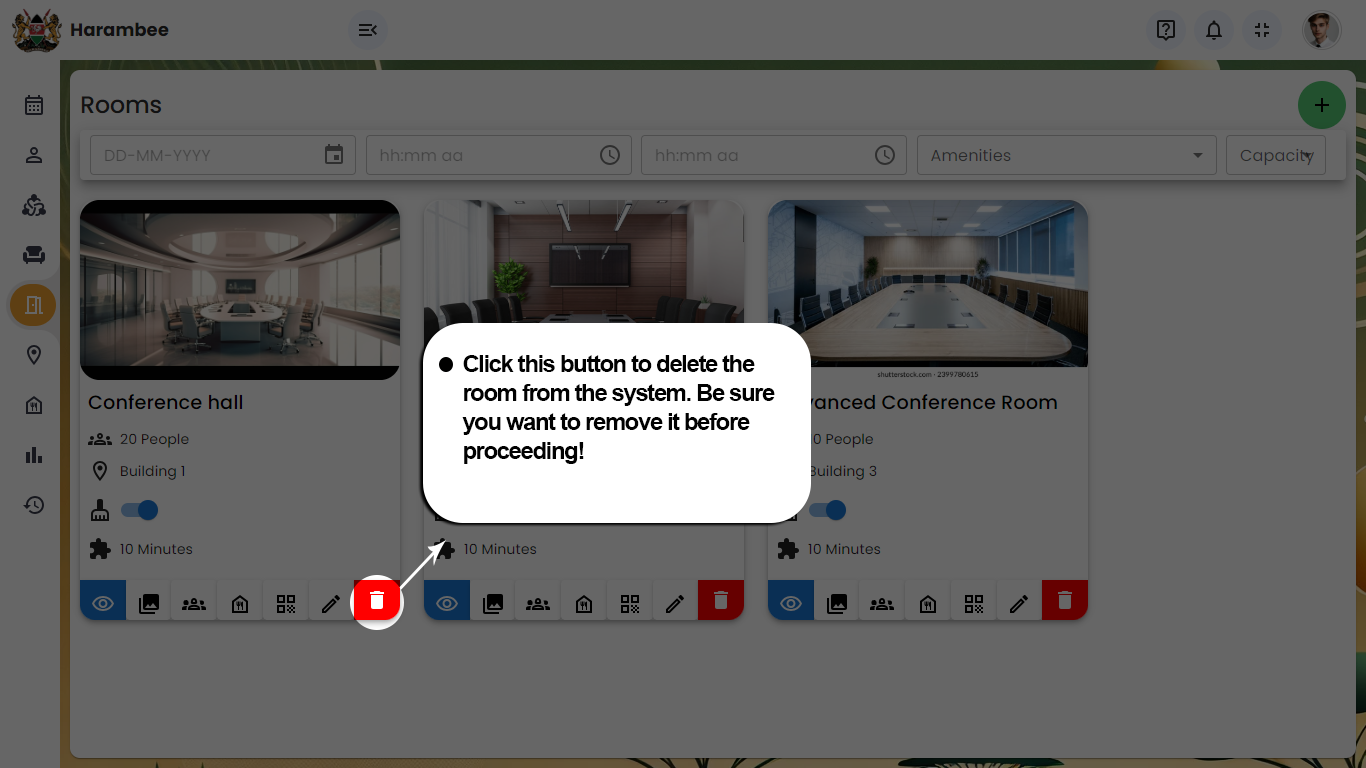 Harambee
Rooms
DD-MM-YYYY
hh:mm aa
hh:mm aa
Amenities
Capacity
shutterstock.com · 2399780615
Click this button to delete the
room from the system. Be sure
you want to remove it before
proceeding!
Conference hall
20 People
Building 1
10 Minutes
10 Minutes
Conference Room
People
Building 3
10 Minutes